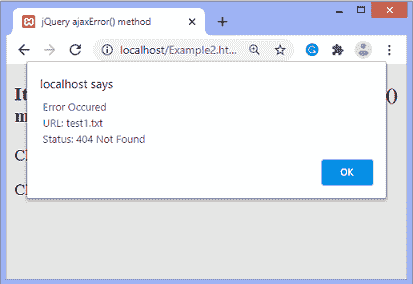 jQuery ajaxError() method
localhost/Example2.ht...
localhost says
Error Occured
URL: test1.txt
Status: 404 Not Found
OK
It
()
m
Cl
Cl